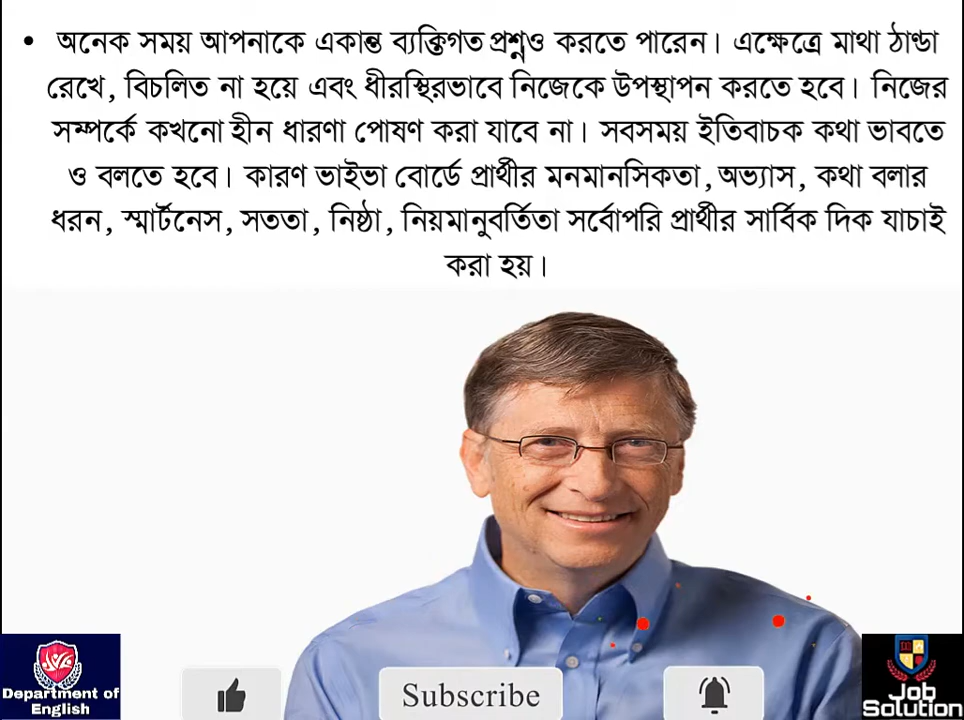 • অনেক সময় আপনাকে একান্ত ব্যক্তিগত প্রশ্নও করতে পারেন। এক্ষেত্রে মাথা ঠাণ্ডা
রেখে, বিচলিত না হয়ে এবং ধীরস্থিরভাবে নিজেকে উপস্থাপন করতে হবে। নিজের
সম্পর্কে কখনো হীন ধারণা পোষণ করা যাবে না। সবসময় ইতিবাচক কথা ভাবতে
ও বলতে হবে। কারণ ভাইভা বোর্ডে প্রার্থীর মনমানসিকতা, অভ্যাস, কথা বলার
ধরন, স্মার্টনেস, সততা, নিষ্ঠা, নিয়মানুবর্তিতা সর্বোপরি প্রার্থীর সার্বিক দিক যাচাই
করা হয়।
Department of
English
Subscribe
Job
Solution